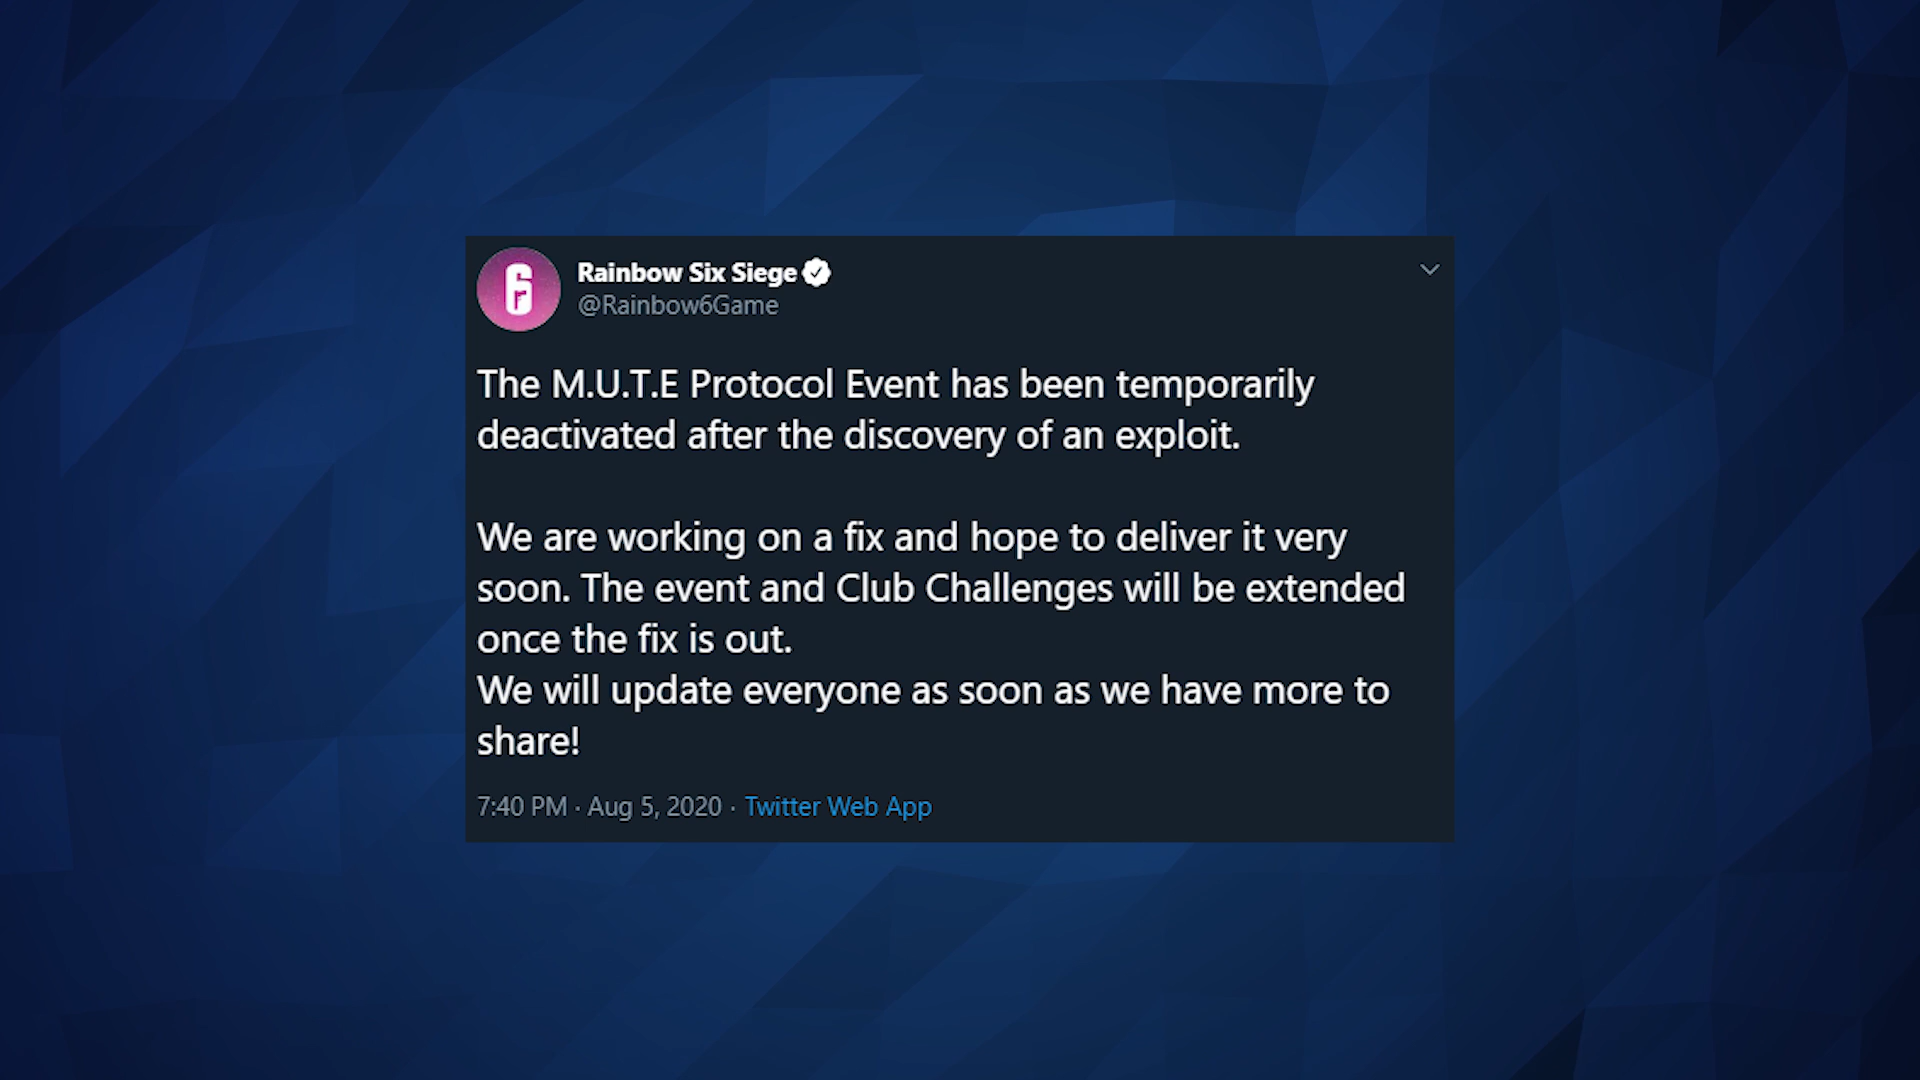 Rainbow Six Siege
@Rainbow6Game
The M.U.T.E Protocol Event has been temporarily
deactivated after the discovery of an exploit.
We are working on a fix and hope to deliver it very
soon. The event and Club Challenges will be extended
once the fix is out.
We will update everyone as soon as we have more to
share!
7:40 PM · Aug 5, 2020 · Twitter Web App